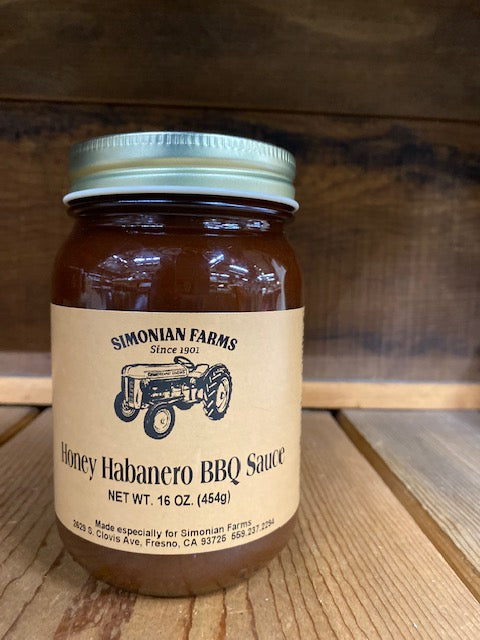 SIMONIAN FARMS
Since 1901
Honey Habanero BBQ Sauce
NET WT. 16 OZ. (454g)
Made especially for Simonian Farms
2629 S. Clovis Ave, Fresno, CA 93725 559.237.2294